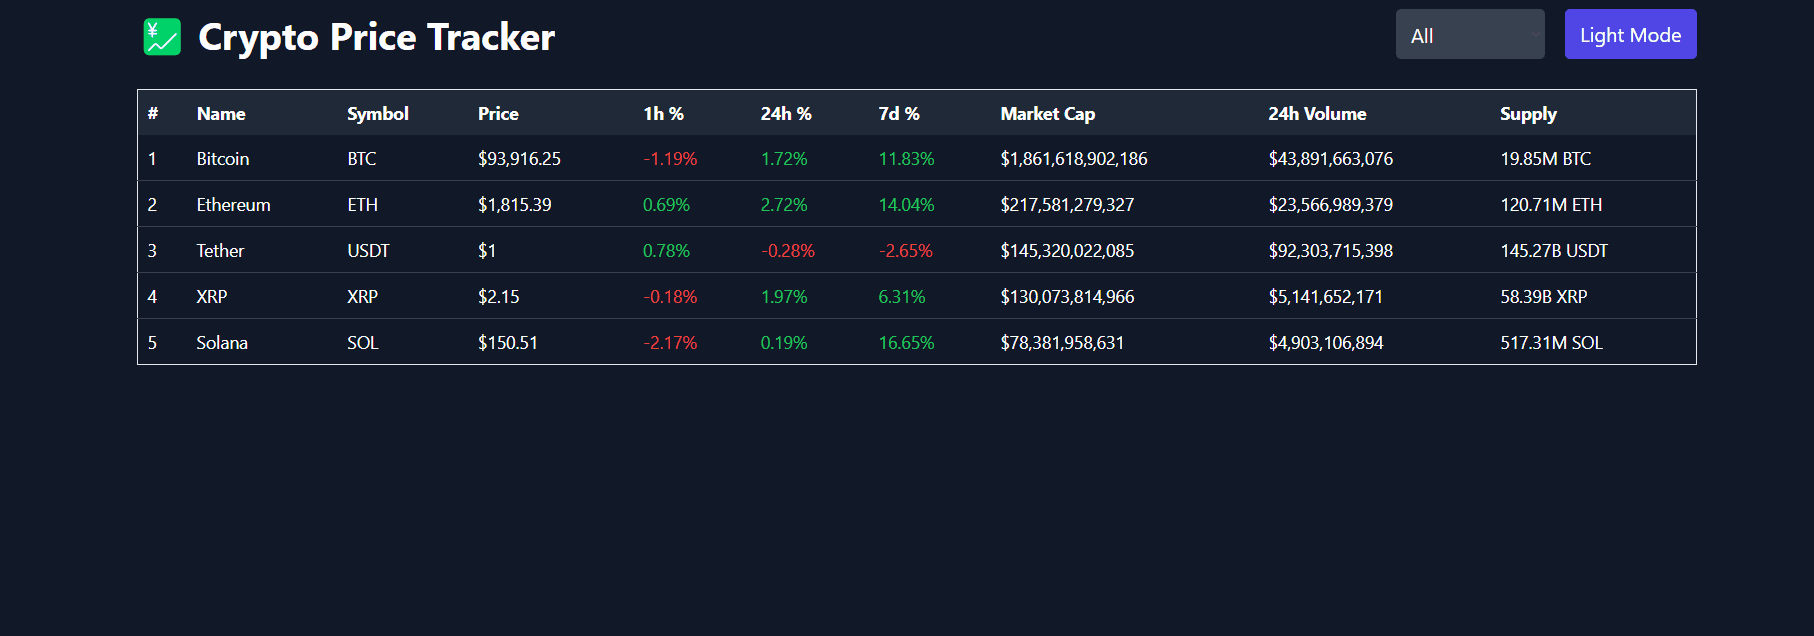 ¥ Crypto Price Tracker All Light Mode
# Name Symbol Price 1h % 24h % 7d % Market Cap 24h Volume Supply
1 Bitcoin BTC $93,916.25 -1.19% 1.72% 11.83% $1,861,618,902,186 $43,891,663,076 19.85M BTC
2 Ethereum ETH $1,815.39 0.69% 2.72% 14.04% $217,581,279,327 $23,566,989,379 120.71M ETH
3 Tether USDT $1 0.78% -0.28% -2.65% $145,320,022,085 $92,303,715,398 145.27B USDT
4 XRP XRP $2.15 -0.18% 1.97% 6.31% $130,073,814,966 $5,141,652,171 58.39B XRP
5 Solana SOL $150.51 -2.17% 0.19% 16.65% $78,381,958,631 $4,903,106,894 517.31M SOL